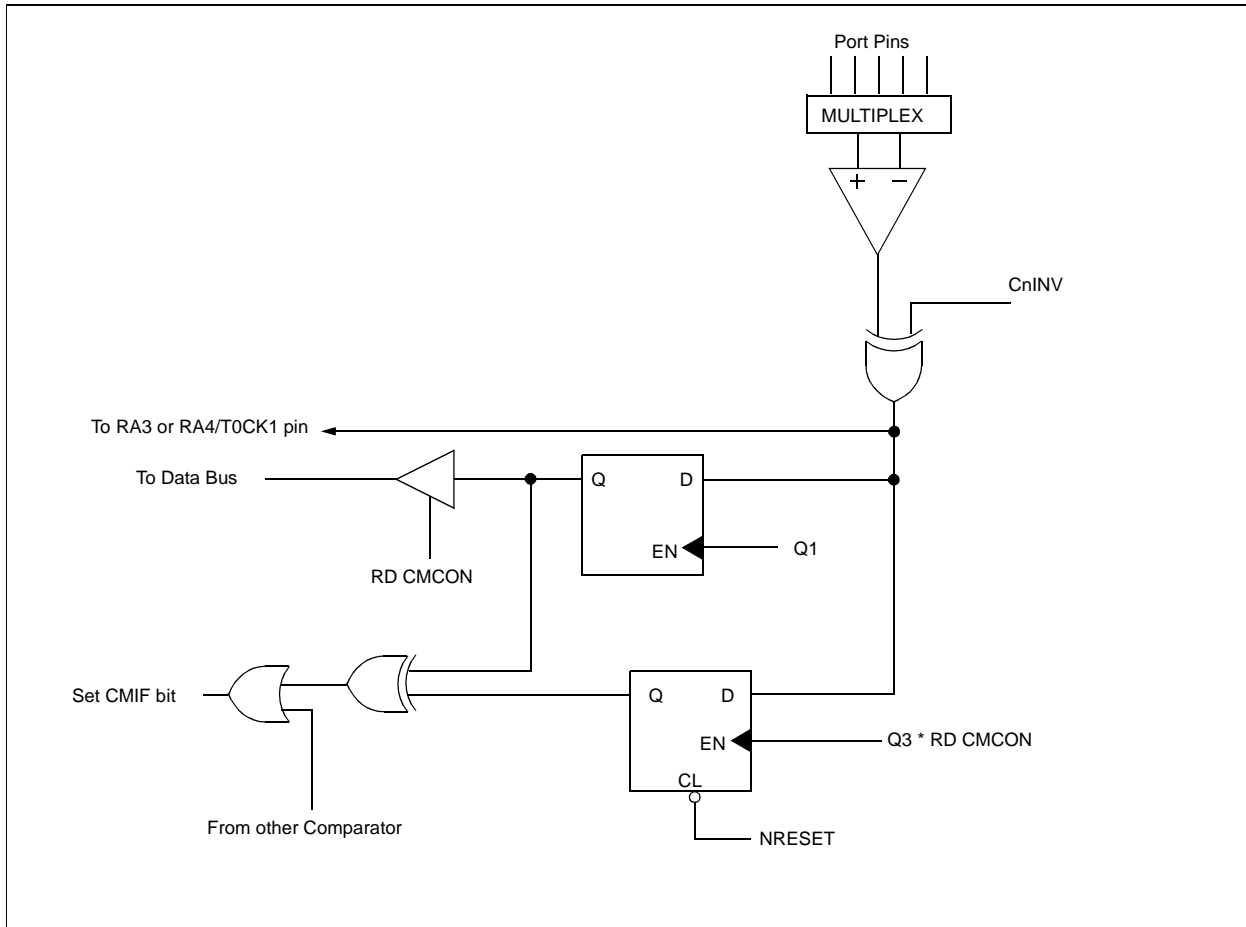 Port Pins
MULTIPLEX
+ −
CnINV
To RA3 or RA4/T0CK1 pin
To Data Bus
Q D
EN
Q1
RD CMCON
Set CMIF bit
Q D
EN
Q3 * RD CMCON
CL
From other Comparator
NRESET